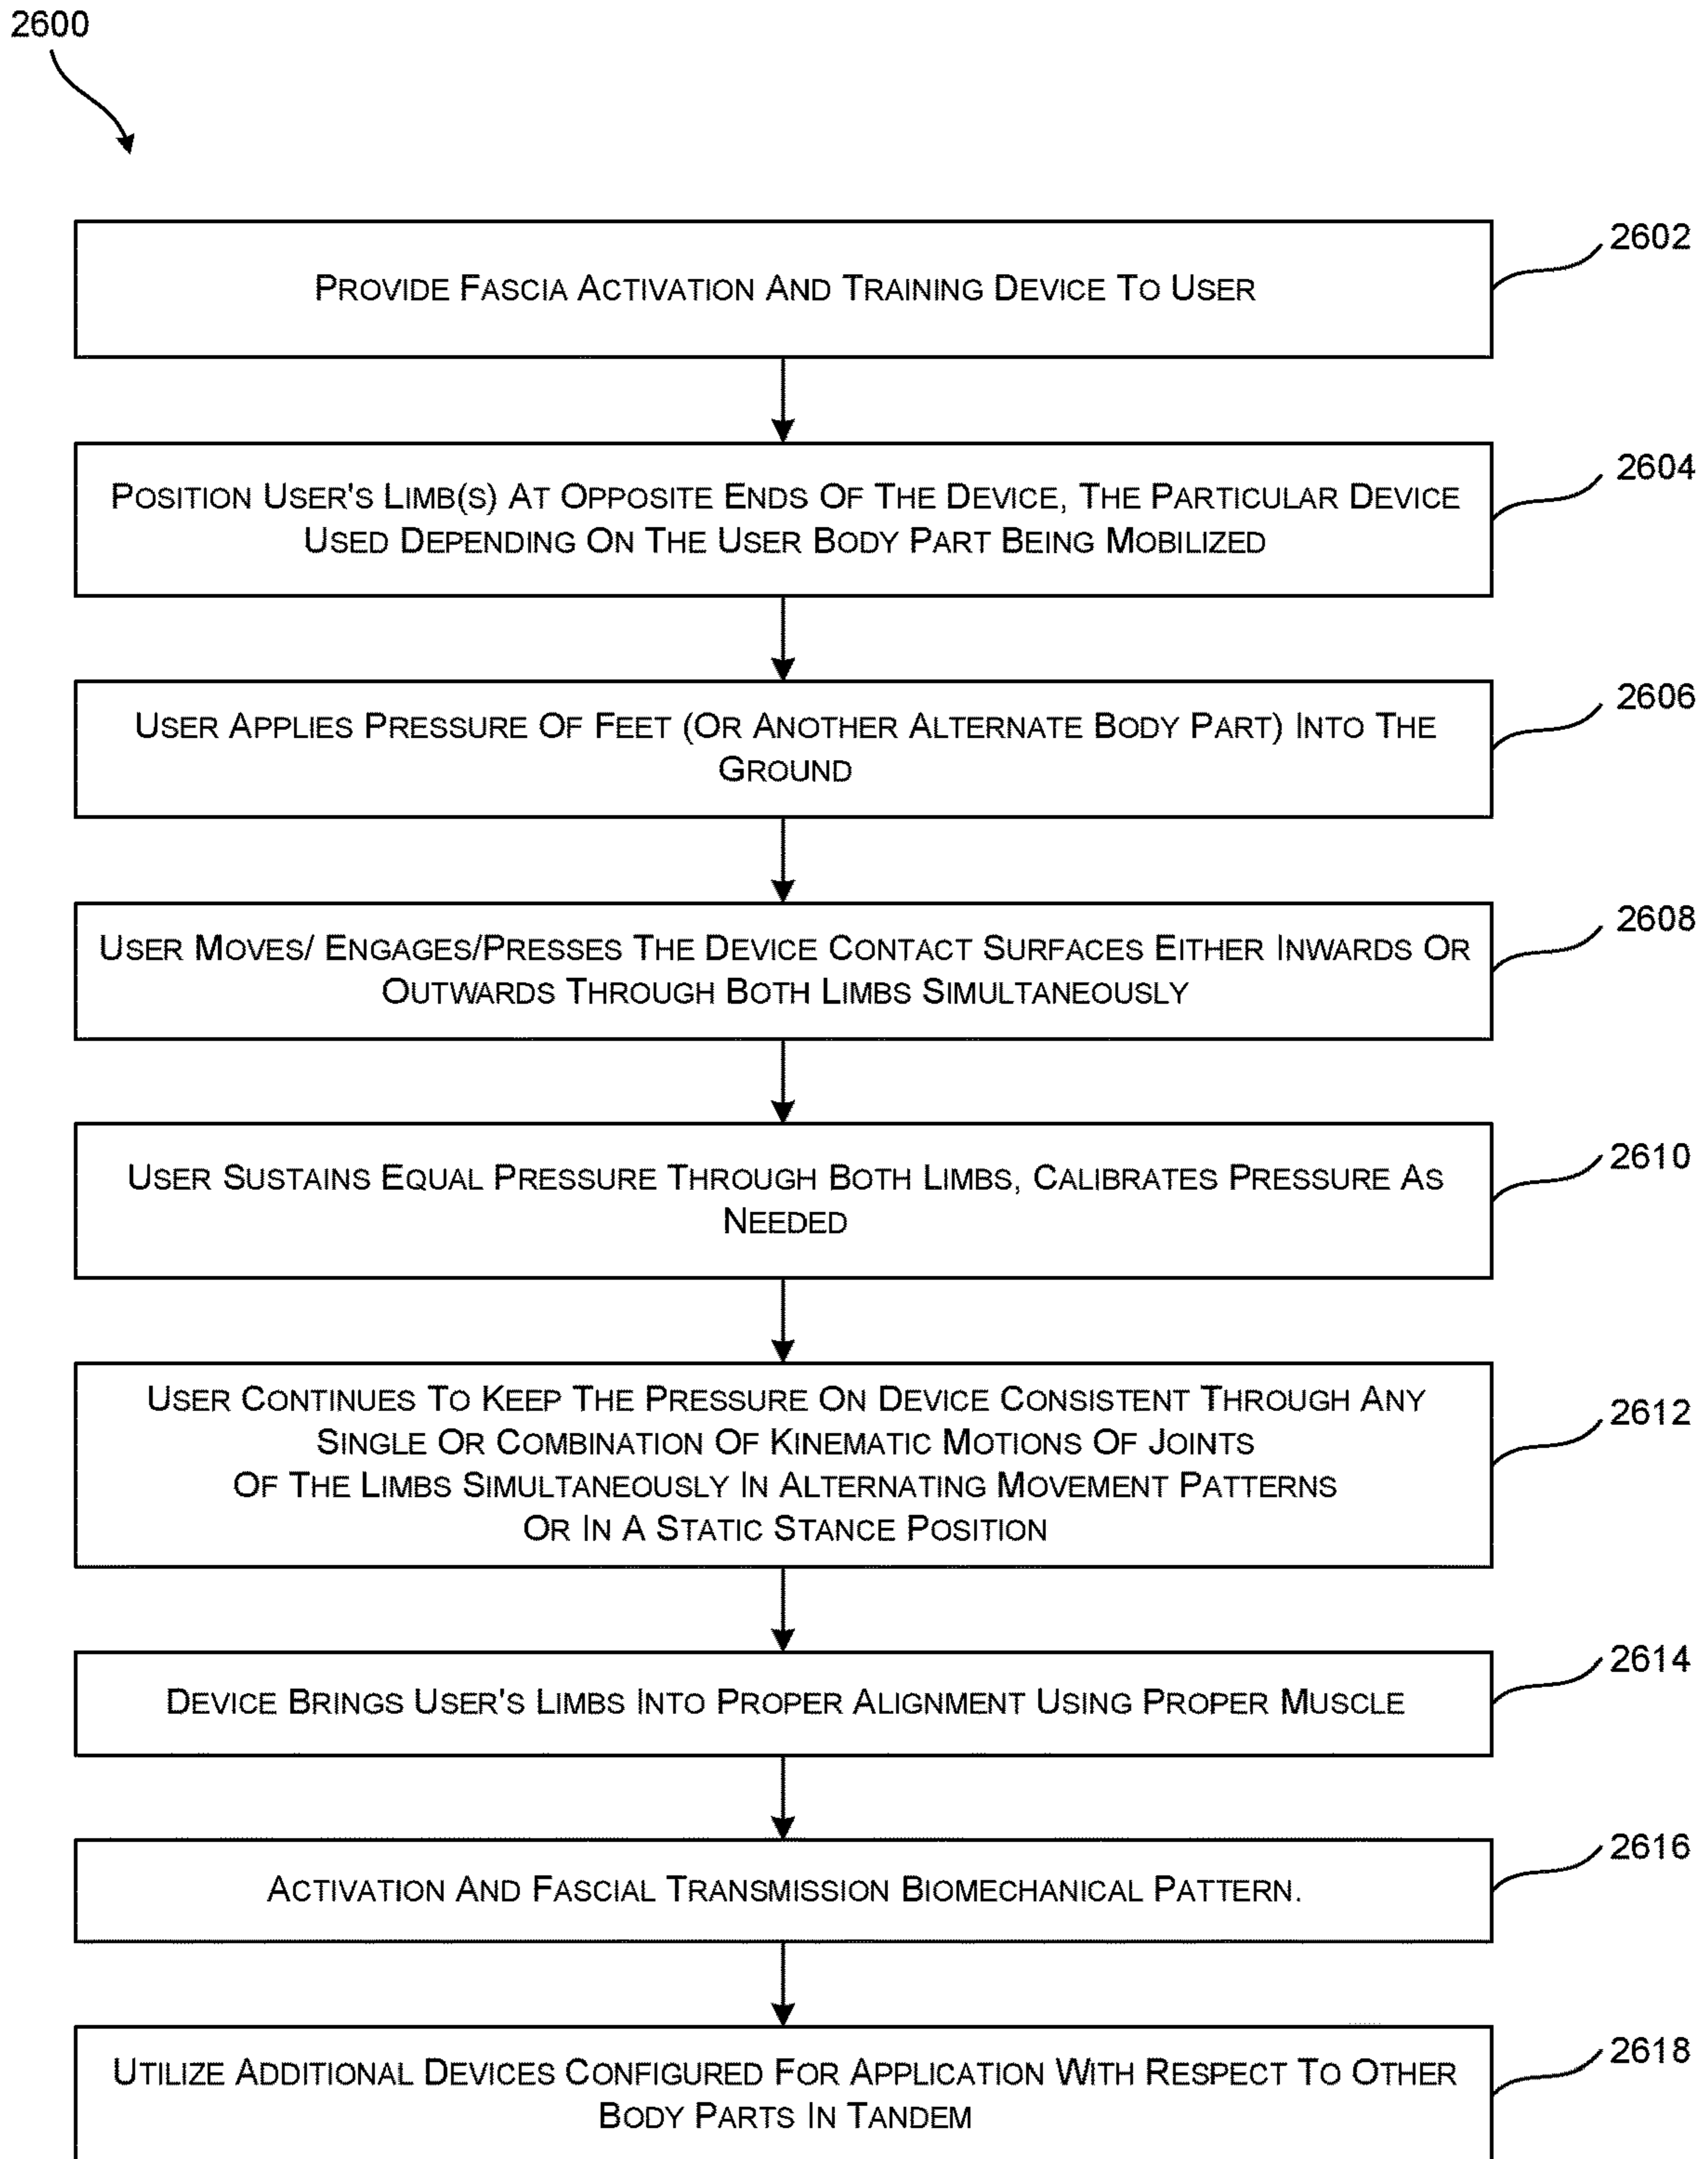 2600
2602
PROVIDE FASCIA ACTIVATION AND TRAINING DEVICE TO USER
2604
POSITION USER'S LIMB(S) AT OPPOSITE ENDS OF THE DEVICE, THE PARTICULAR DEVICE
USED DEPENDING ON THE USER BODY PART BEING MOBILIZED
2606
USER APPLIES PRESSURE OF FEET (OR ANOTHER ALTERNATE BODY PART) INTO THE
GROUND
2608
USER MOVES/ ENGAGES/PRESSES THE DEVICE CONTACT SURFACES EITHER INWARDS OR
OUTWARDS THROUGH BOTH LIMBS SIMULTANEOUSLY
2610
USER SUSTAINS EQUAL PRESSURE THROUGH BOTH LIMBS, CALIBRATES PRESSURE AS
NEEDED
2612
USER CONTINUES TO KEEP THE PRESSURE ON DEVICE CONSISTENT THROUGH ANY
SINGLE OR COMBINATION OF KINEMATIC MOTIONS OF JOINTS
OF THE LIMBS SIMULTANEOUSLY IN ALTERNATING MOVEMENT PATTERNS
OR IN A STATIC STANCE POSITION
2614
DEVICE BRINGS USER'S LIMBS INTO PROPER ALIGNMENT USING PROPER MUSCLE
2616
ACTIVATION AND FASCIAL TRANSMISSION BIOMECHANICAL PATTERN.
2618
UTILIZE ADDITIONAL DEVICES CONFIGURED FOR APPLICATION WITH RESPECT TO OTHER
BODY PARTS IN TANDEM